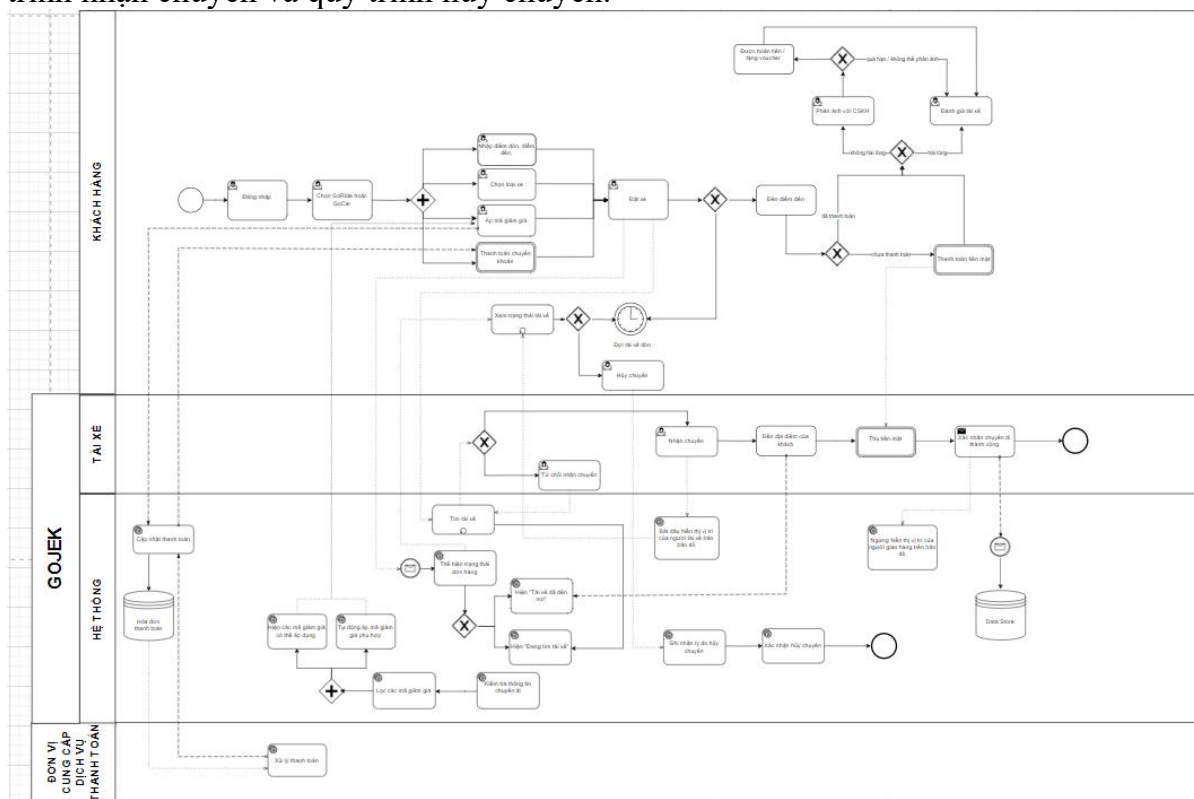 trình nhận chuyến và quy trình hủy chuyến.
KHÁCH HÀNG
Đăng nhập
Chọn GoRide hoặc
GoCar
Nhập điểm đón, điểm
đến,
Chọn loại xe
Áp mã giảm giá
Thanh toán chuyển
khoản
Đặt xe
Đến điểm đến
đã thanh toán
chưa thanh toán
Thanh toán tiền mặt
không hài lòng
hài lòng
Phản ánh với CSKH
Đánh giá tài xế
Được hoàn tiền /
tặng voucher
quá hạn / không thể phản ánh
Xem trạng thái tài xế
Đợi tài xế đón
Hủy chuyến
GOJEK
TÀI XẾ
Nhận chuyến
Từ chối nhận chuyến
Đến địa điểm của
khách
Thu tiền mặt
Xác nhận chuyến đi
thành công
HỆ THỐNG
Cập nhật thanh toán
Hóa đơn
thanh toán
Tìm tài xế
Thể hiện trạng thái
đơn hàng
Hiện "Tài xế đã đến
nơi"
Hiện "Đang tìm tài xế"
Hiện các mã giảm giá
có thể áp dụng
Tự động áp mã giảm
giá phù hợp
Lọc các mã giảm giá
Kiểm tra thông tin
chuyến đi
Bắt đầu hiển thị vị trí
của người tài xế trên
bản đồ
Ngừng hiển thị vị trí của
người giao hàng trên bản
đồ
Data Store
Ghi nhận lý do hủy
chuyến
Xác nhận hủy chuyến
ĐƠN VỊ
CUNG CẤP
DỊCH VỤ
THANH TOÁN
Xử lý thanh toán